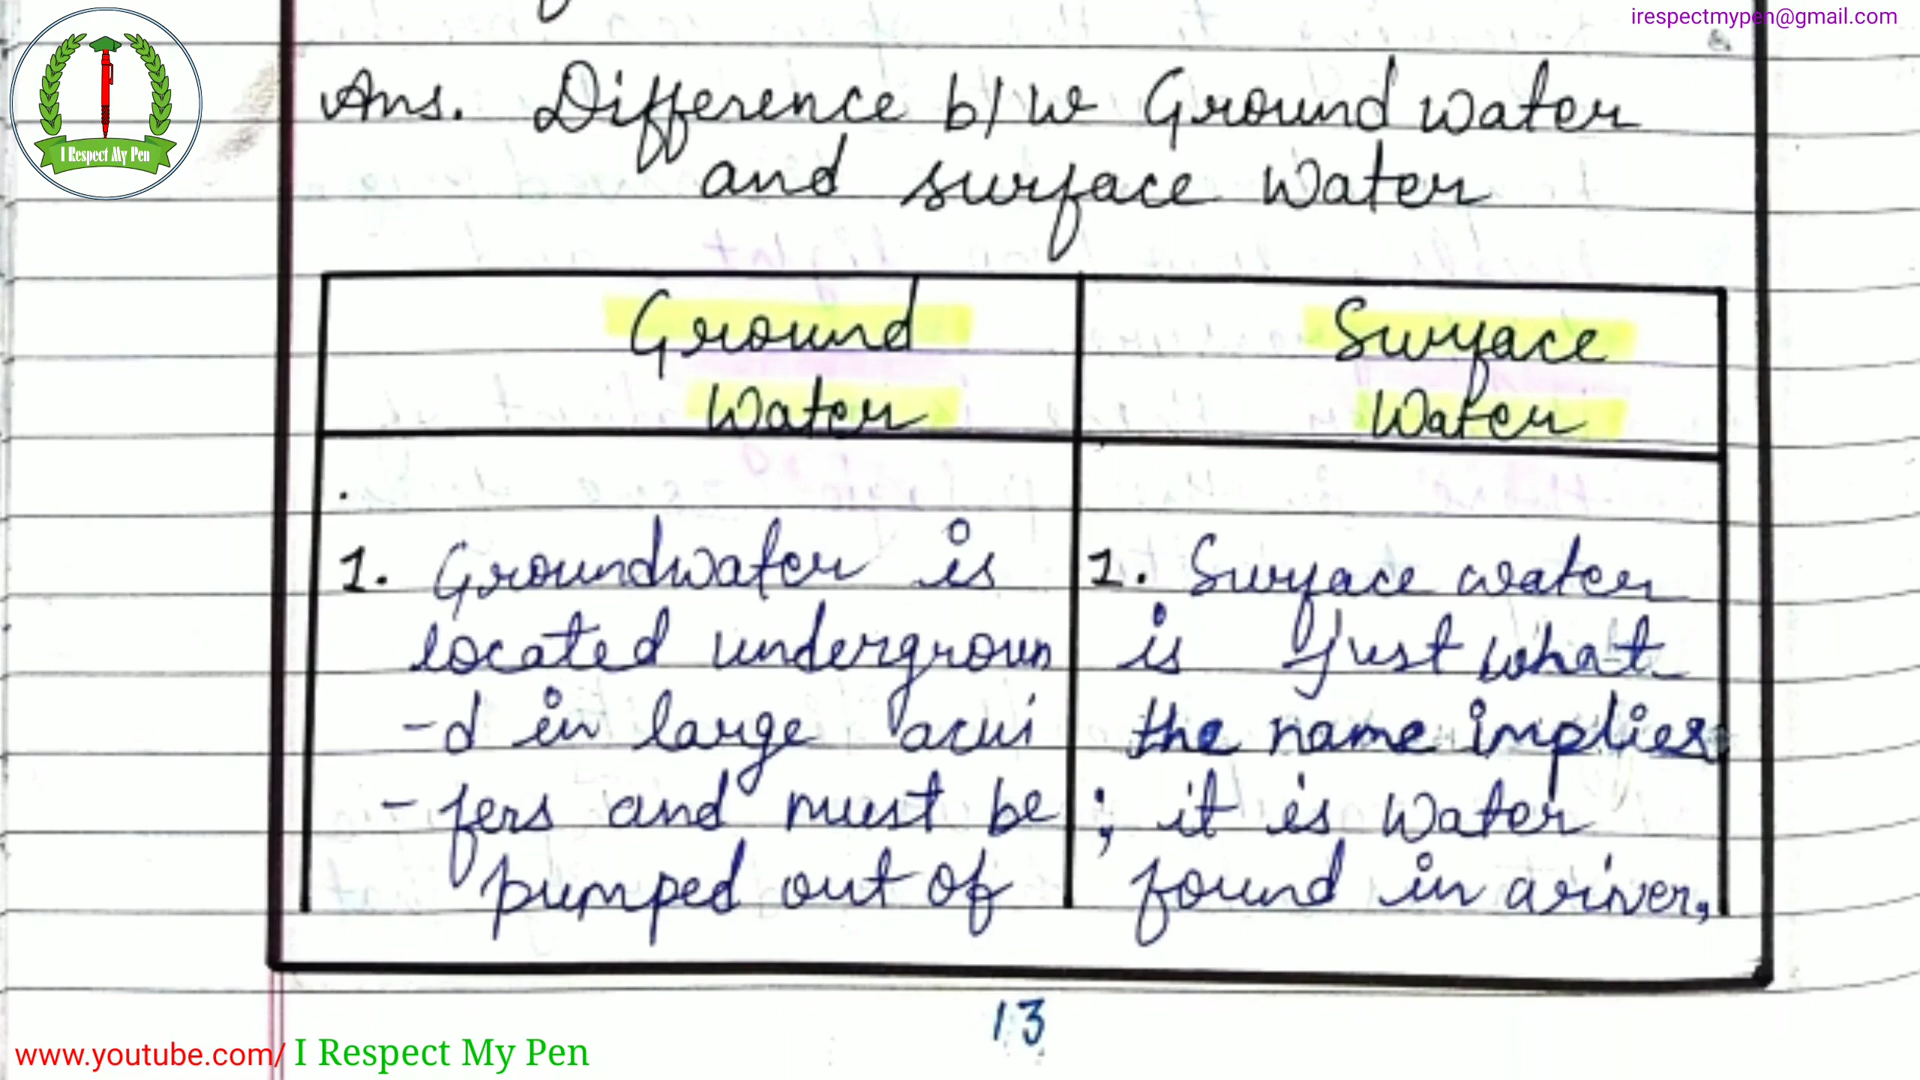 irespectmypen@gmail.com
I Respect My Pen
Ans. Difference b/w Ground water
and surface Water
Ground
Water
Surface
Water
1. Groundwater is
located undergroun
-d in large acui
-fers and must be
pumped out of
1. Surface water
is Just what
the name implies
; it is Water
found in a river,
13
www.youtube.com/ I Respect My Pen